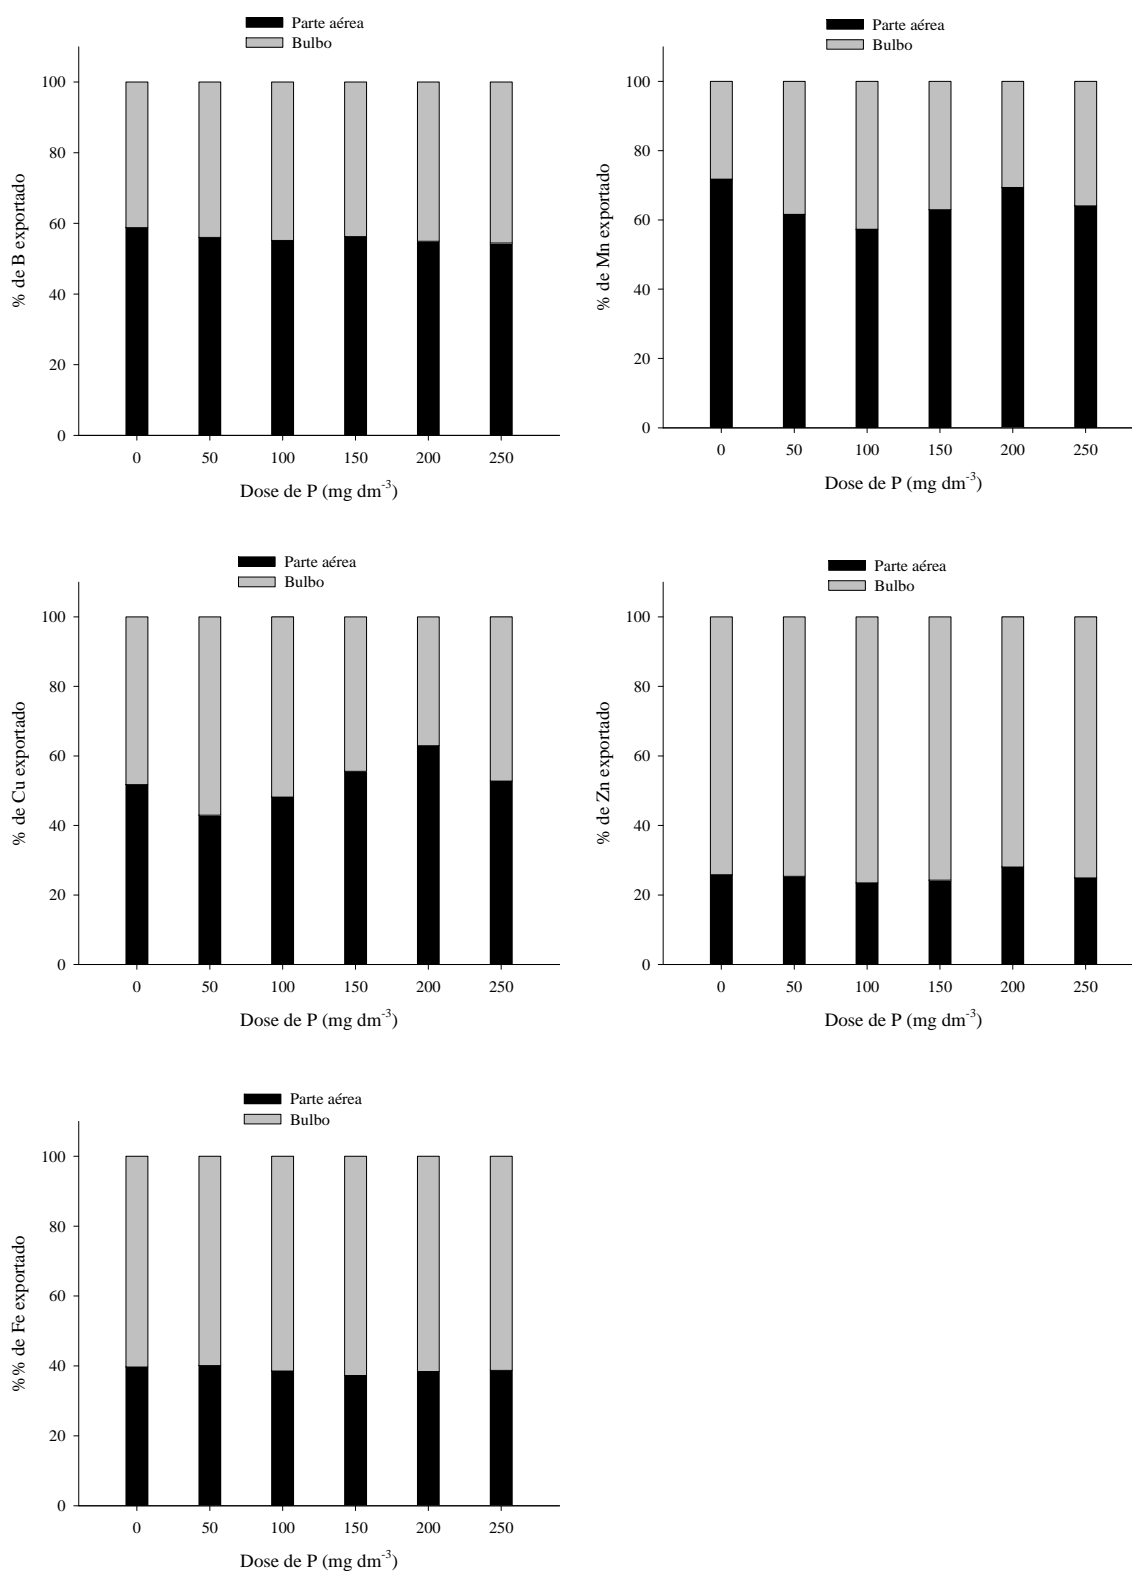 Parte aérea
Bulbo
100
80
60
40
20
0
% de B exportado
0 50 100 150 200 250
Dose de P (mg dm⁻³)
Parte aérea
Bulbo
100
80
60
40
20
0
% de Mn exportado
0 50 100 150 200 250
Dose de P (mg dm⁻³)
Parte aérea
Bulbo
100
80
60
40
20
0
% de Cu exportado
0 50 100 150 200 250
Dose de P (mg dm⁻³)
Parte aérea
Bulbo
100
80
60
40
20
0
% de Zn exportado
0 50 100 150 200 250
Dose de P (mg dm⁻³)
Parte aérea
Bulbo
100
80
60
40
20
0
%% de Fe exportado
0 50 100 150 200 250
Dose de P (mg dm⁻³)